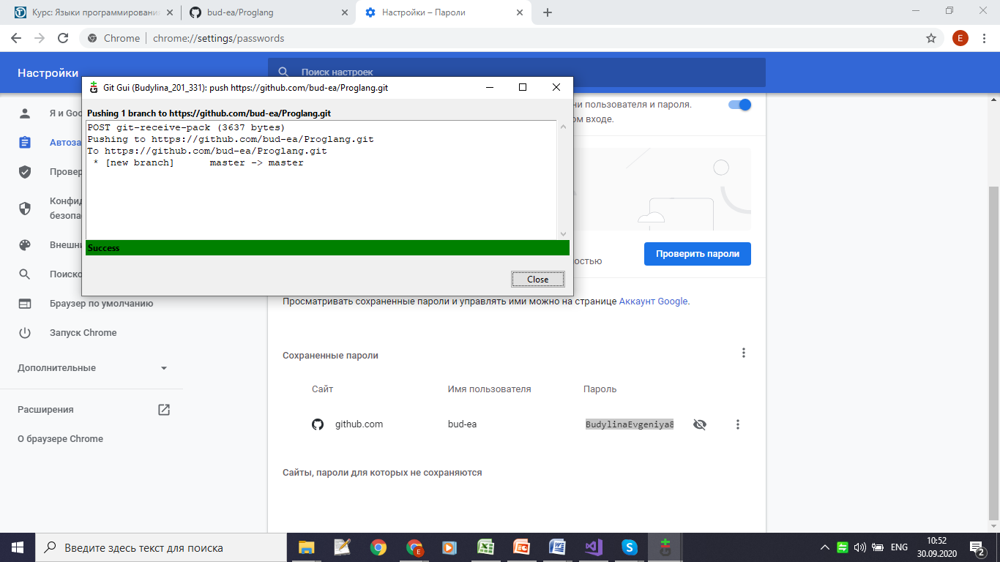 Курс: Языки программировани
bud-ea/Proglang
Настройки – Пароли
Chrome
chrome://settings/passwords
E
Настройки
Поиск настроек
Git Gui (Budylina_201_331): push https://github.com/bud-ea/Proglang.git
Pushing 1 branch to https://github.com/bud-ea/Proglang.git
POST git-receive-pack (3637 bytes)
Pushing to https://github.com/bud-ea/Proglang.git
To https://github.com/bud-ea/Proglang.git
* [new branch] master -> master
Success
Close
Я и Goo
Автоза
Провер
Конфид
безопа
Внешни
Поиско
Браузер по умолчанию
Запуск Chrome
Дополнительные
Расширения
О браузере Chrome
ни пользователя и пароля.
ом входе.
остью
Проверить пароли
Просматривать сохраненные пароли и управлять ими можно на странице Аккаунт Google.
Сохраненные пароли
Сайт
Имя пользователя
Пароль
github.com
bud-ea
Сайты, пароли для которых не сохраняются
Введите здесь текст для поиска
E
ENG
10:52
30.09.2020
2